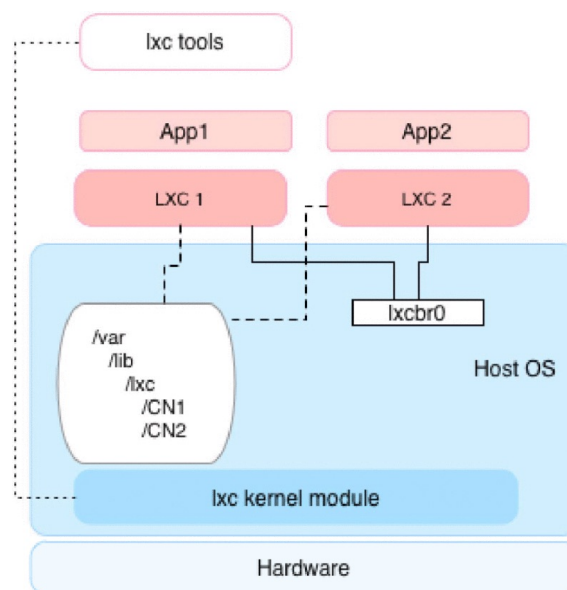 lxc tools
App1
App2
LXC 1
LXC 2
lxcbr0
/var
/lib
/lxc
/CN1
/CN2
Host OS
lxc kernel module
Hardware